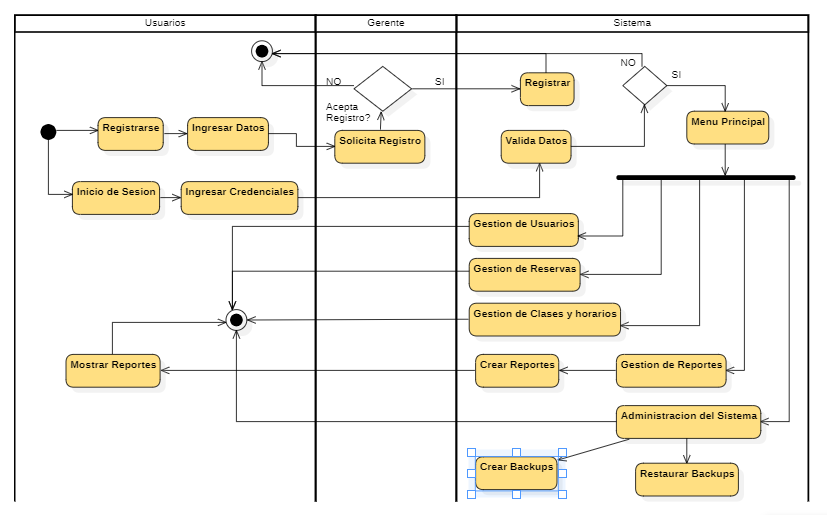 Usuarios
Gerente
Sistema
NO
SI
NO
SI
Registrar
Acepta
Registro?
Menu Principal
Registrarse
Ingresar Datos
Solicita Registro
Valida Datos
Inicio de Sesion
Ingresar Credenciales
Gestion de Usuarios
Gestion de Reservas
Gestion de Clases y horarios
Mostrar Reportes
Crear Reportes
Gestion de Reportes
Administracion del Sistema
Crear Backups
Restaurar Backups